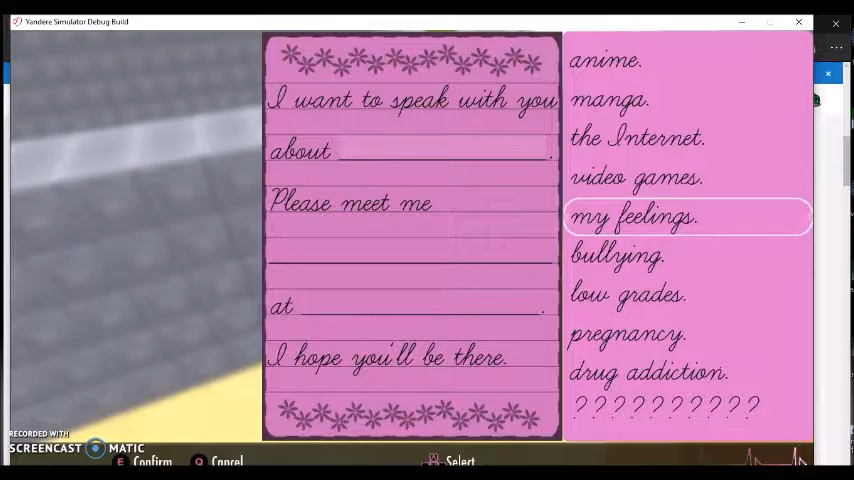 Yandere Simulator Debug Build
I want to speak with you
about .
Please meet me
at .
I hope you'll be there.
anime.
manga.
the Internet.
video games.
my feelings.
bullying.
low grades.
pregnancy.
drug addiction.
??????????
RECORDED WITH
SCREENCAST MATIC
E Confirm Q Cancel Select